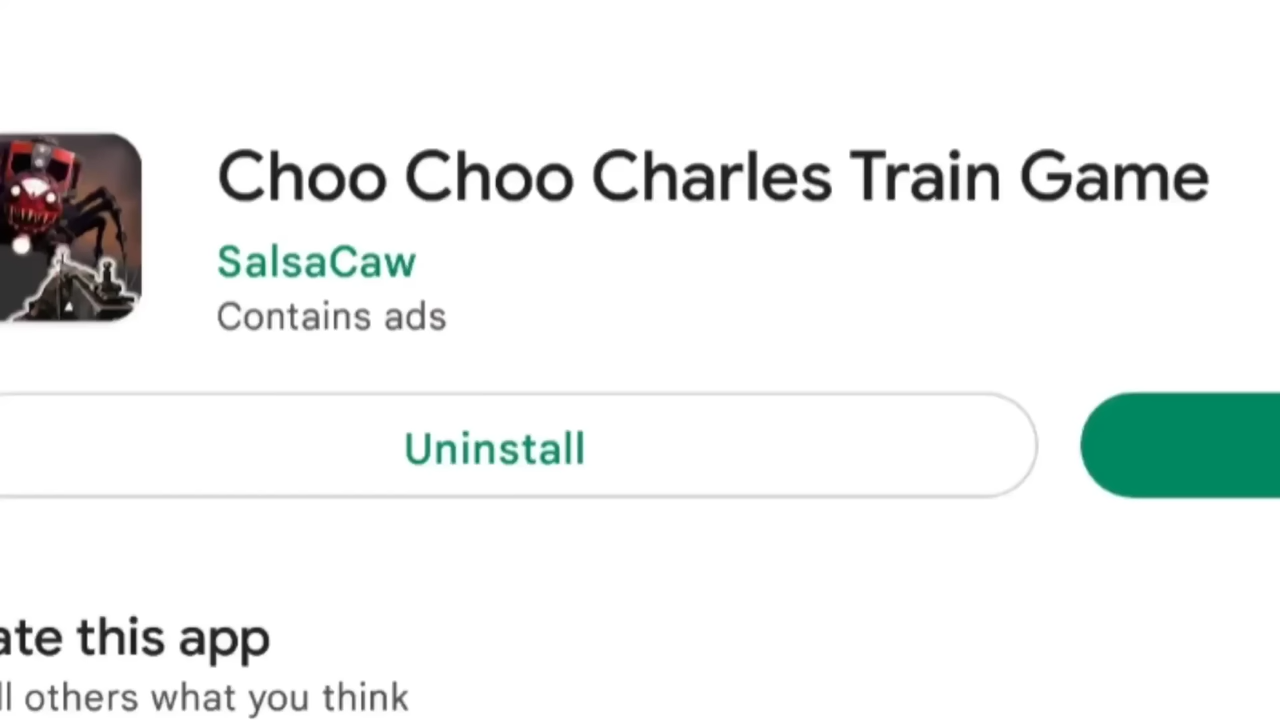 Choo Choo Charles Train Game
SalsaCaw
Contains ads
Uninstall
ate this app
ll others what you think